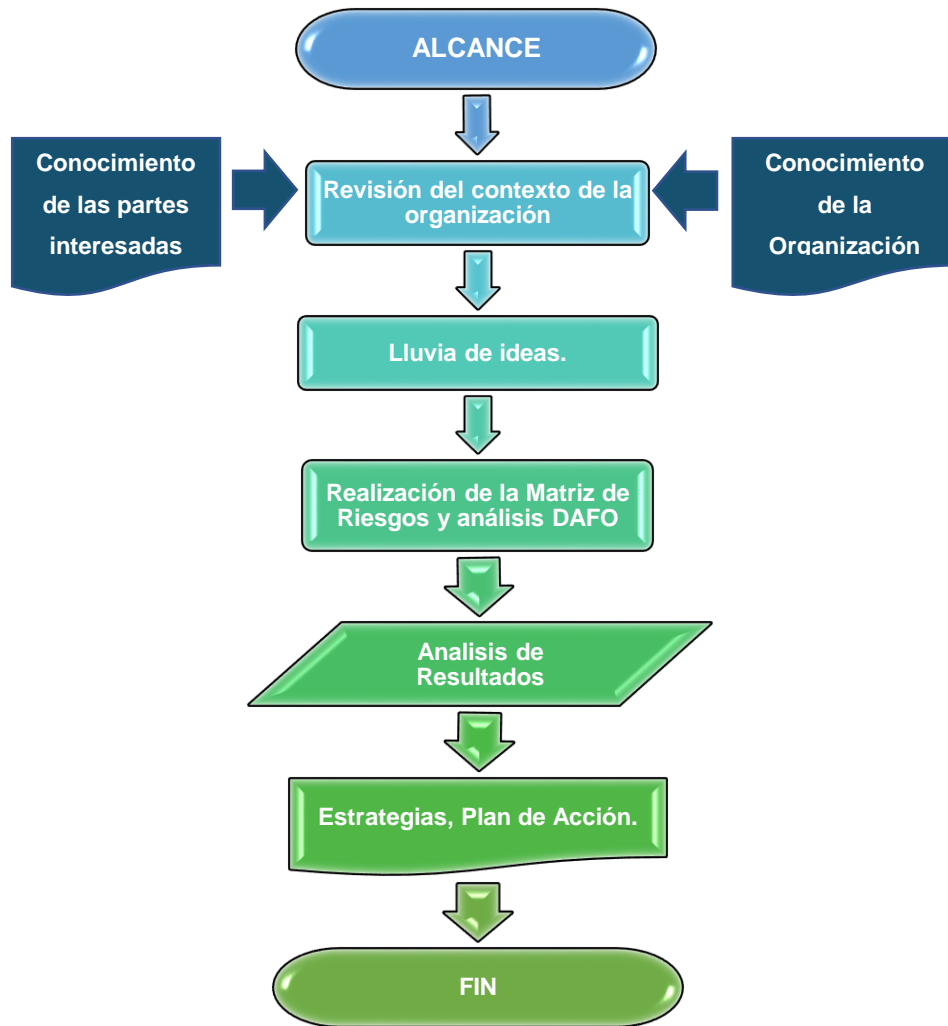 ALCANCE
Conocimiento
de las partes
interesadas
Revisión del contexto de la
organización
Conocimiento
de la
Organización
Lluvia de ideas.
Realización de la Matriz de
Riesgos y análisis DAFO
Analisis de
Resultados
Estrategias, Plan de Acción.
FIN